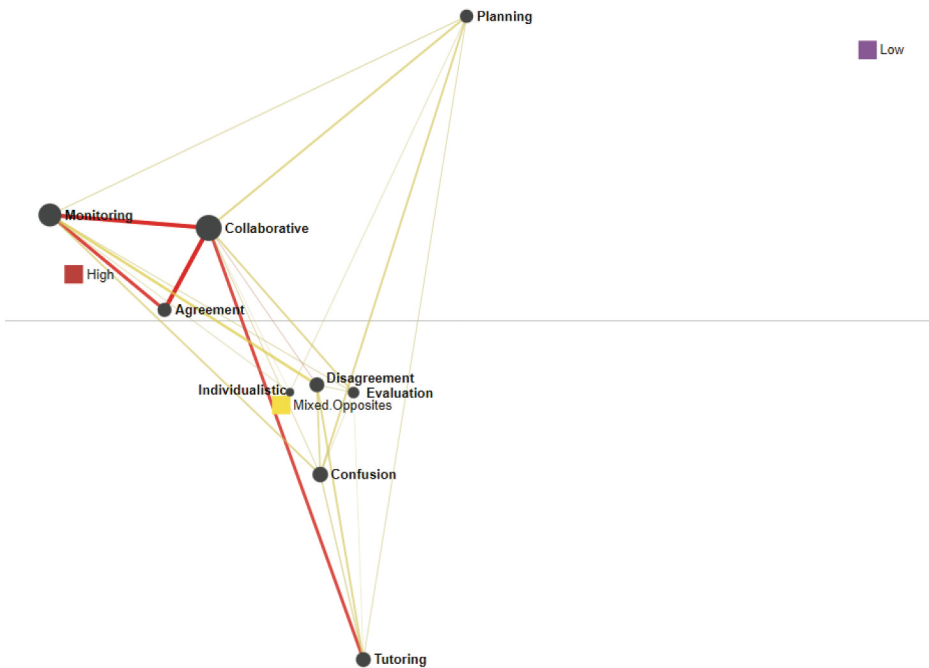 Planning
Low
Monitoring
Collaborative
High
Agreement
Disagreement
Individualistic
Evaluation
Mixed.Opposites
Confusion
Tutoring